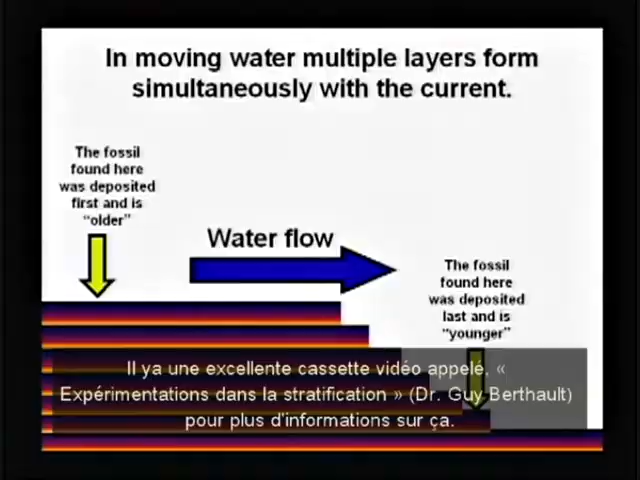 In moving water multiple layers form
simultaneously with the current.
The fossil
found here
was deposited
first and is
“older”
Water flow
The fossil
found here
was deposited
last and is
“younger”
Il ya une excellente cassette vidéo appelé, «
Expérimentations dans la stratification » (Dr. Guy Berthault)
pour plus d'informations sur ça.